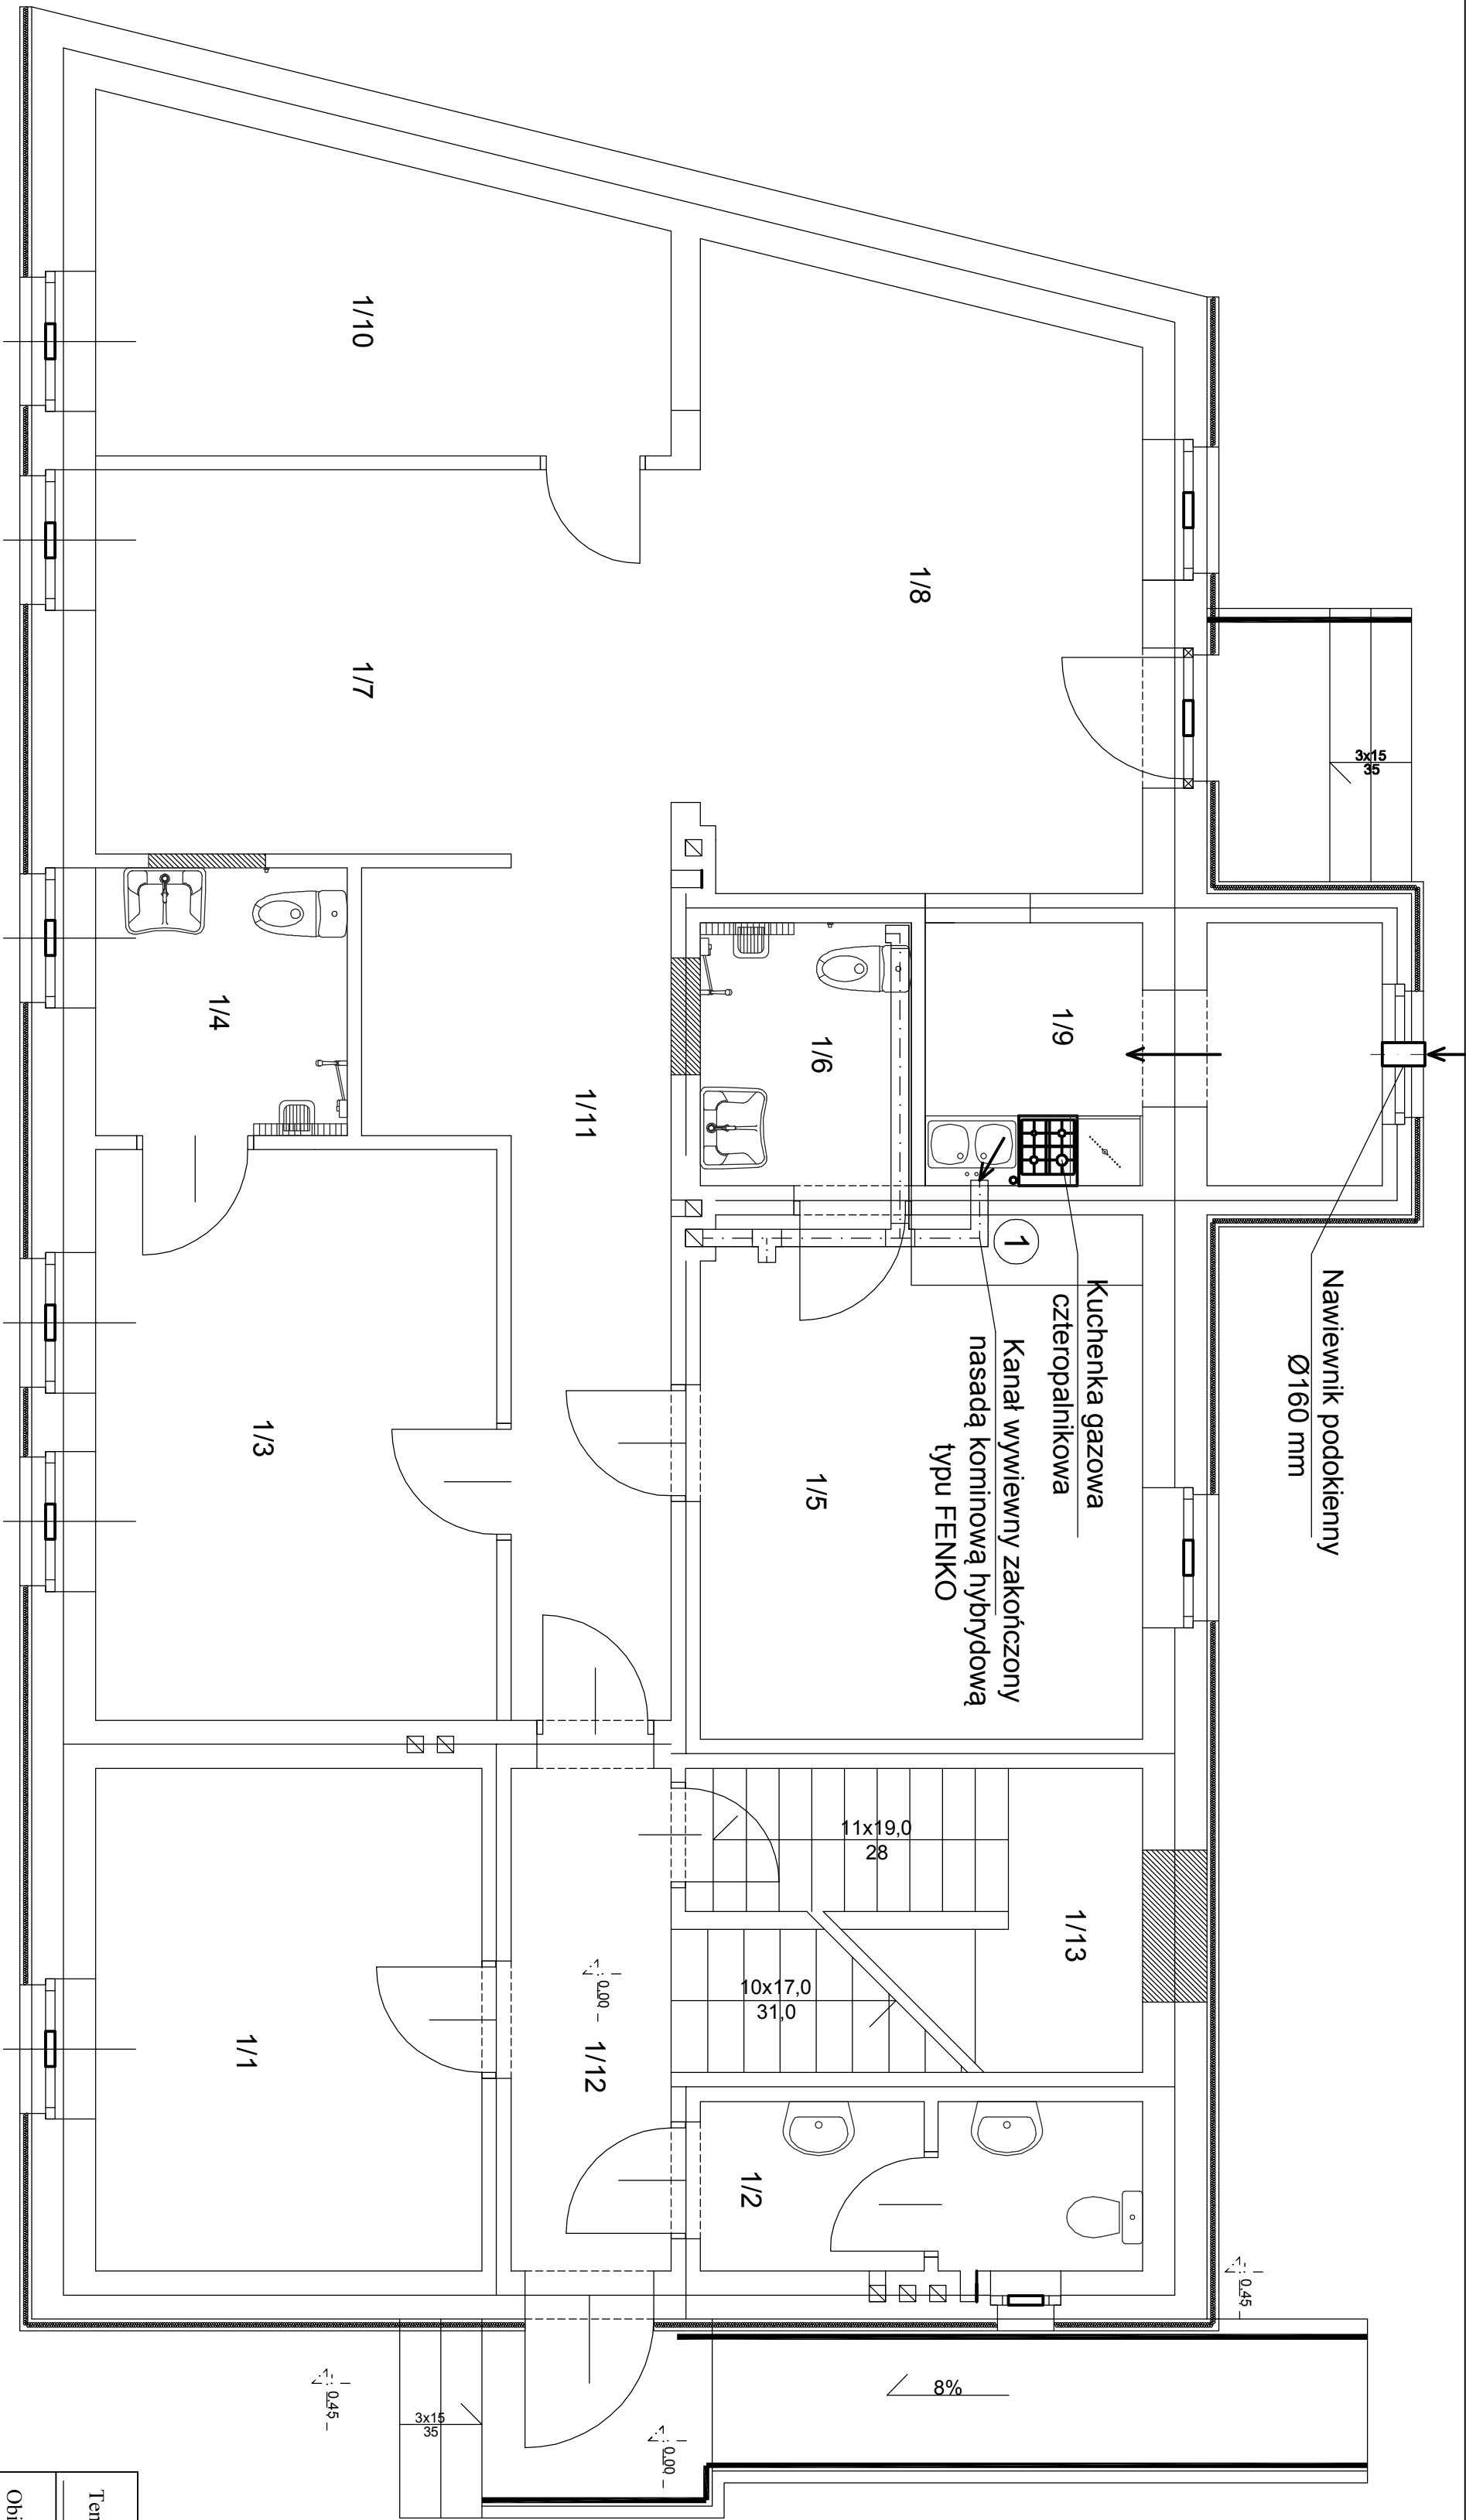 Nawiewnik podokienny
Ø160 mm
3x15
35
Kuchenka gazowa
czteropalnikowa
1
Kanał wywiewny zakończony
nasadą kominową hybrydową
typu FENKO
1/8
1/9
1/6
1/5
1/13
11x19,0
28
10x17,0
31,0
1/10
1/7
1/11
1/4
1/3
1/12
0.00
1/1
1/2
0.45
8%
0.00
3x15
35
0.45